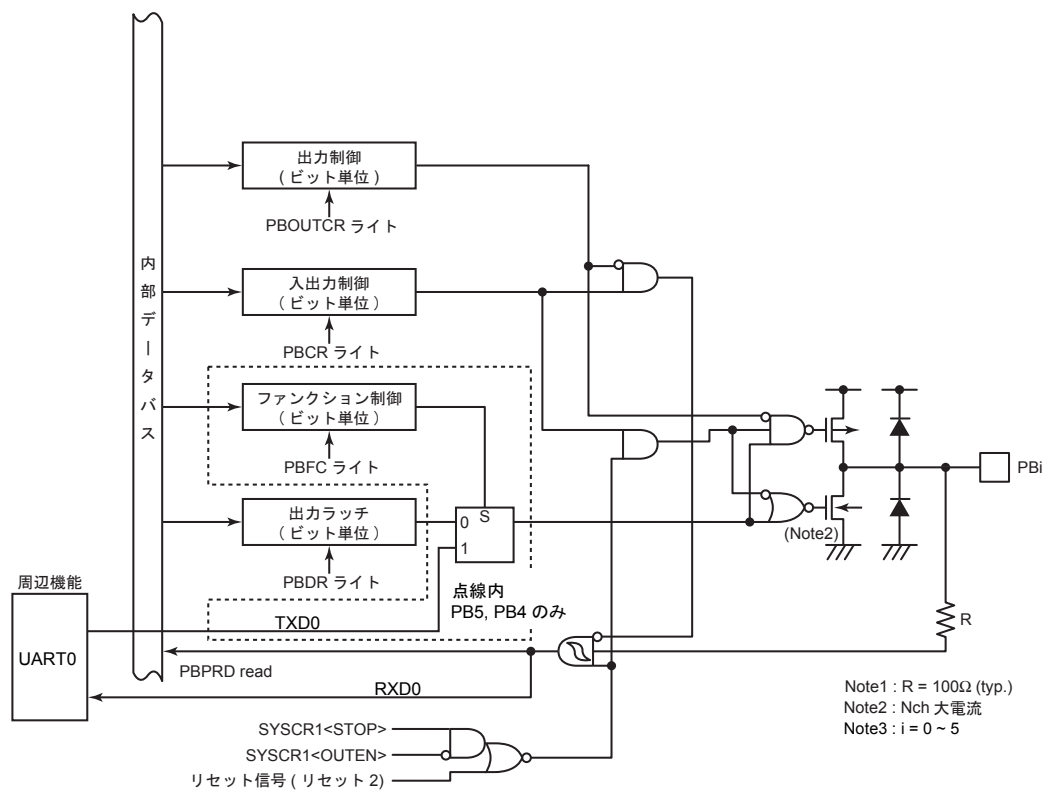 内部データバス
出力制御
( ビット単位 )
PBOUTCR ライト
入出力制御
( ビット単位 )
PBCR ライト
ファンクション制御
( ビット単位 )
PBFC ライト
出力ラッチ
( ビット単位 )
PBDR ライト
0
S
1
点線内
PB5, PB4 のみ
周辺機能
UART0
TXD0
PBPRD read
RXD0
SYSCR1<STOP>
SYSCR1<OUTEN>
リセット信号 ( リセット 2)
(Note2)
PBi
R
Note1 : R = 100Ω (typ.)
Note2 : Nch 大電流
Note3 : i = 0 ~ 5